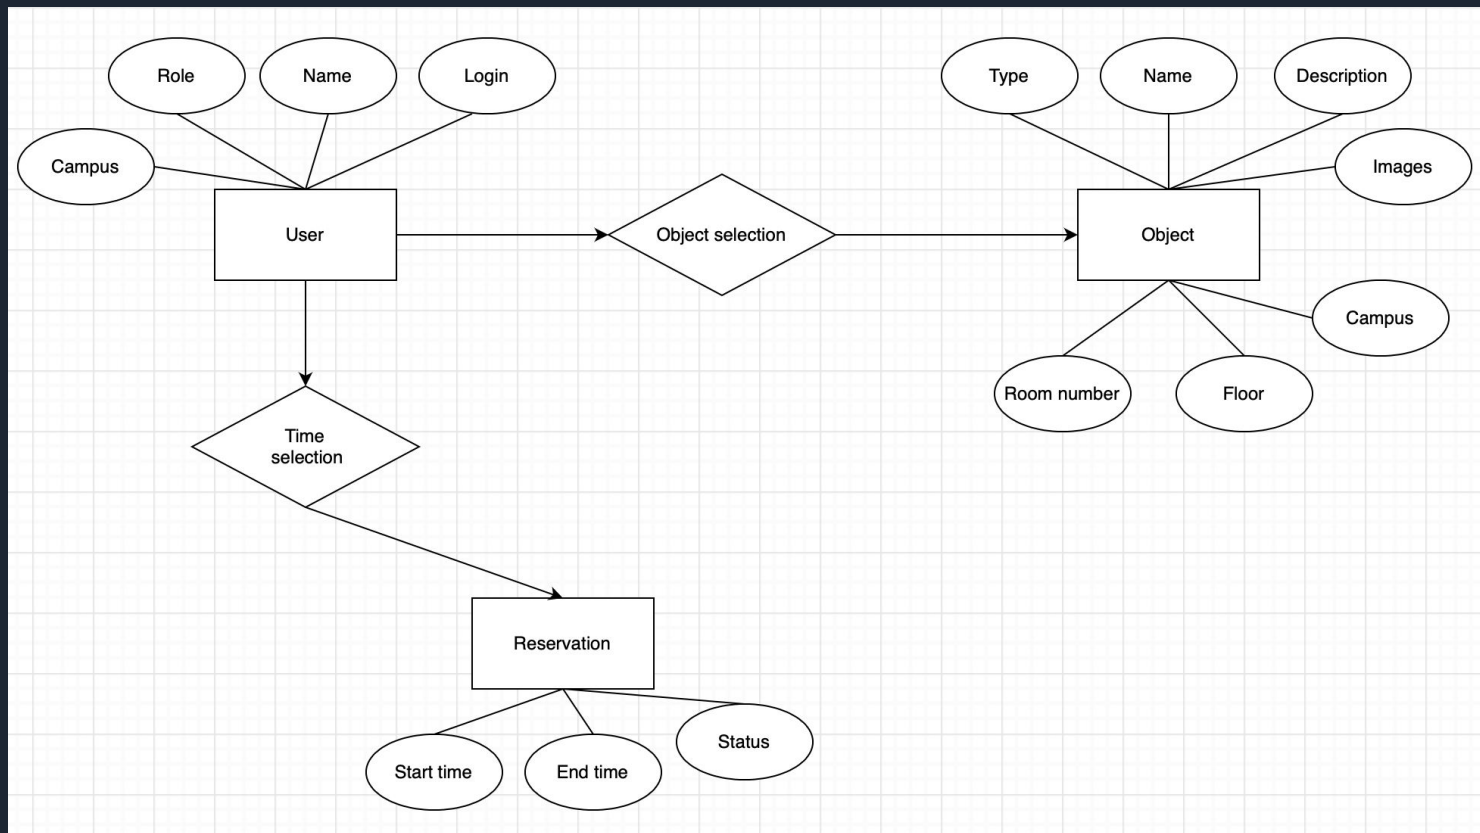 Role
Name
Login
Type
Name
Description
Campus
Images
User
Object selection
Object
Campus
Room number
Floor
Time
selection
Reservation
Start time
End time
Status